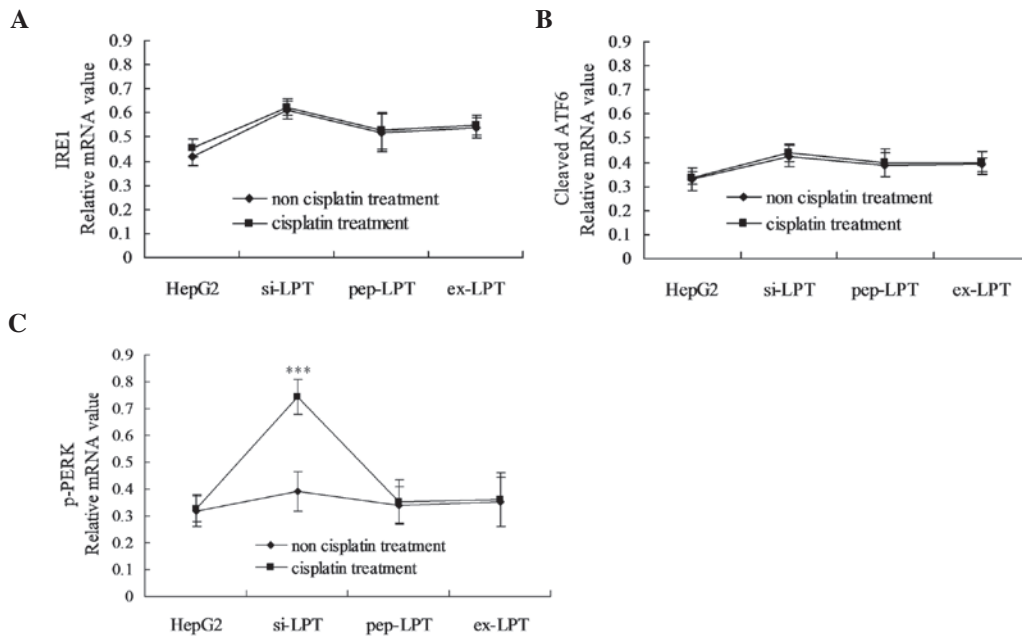 A
IRE1
Relative mRNA value
0.9
0.8
0.7
0.6
0.5
0.4
0.3
0.2
0.1
0
non cisplatin treatment
cisplatin treatment
HepG2 si-LPT pep-LPT ex-LPT
B
Cleaved ATF6
Relative mRNA value
0.9
0.8
0.7
0.6
0.5
0.4
0.3
0.2
0.1
0
non cisplatin treatment
cisplatin treatment
HepG2 si-LPT pep-LPT ex-LPT
C
p-PERK
Relative mRNA value
0.9
0.8
0.7
0.6
0.5
0.4
0.3
0.2
0.1
0
***
non cisplatin treatment
cisplatin treatment
HepG2 si-LPT pep-LPT ex-LPT